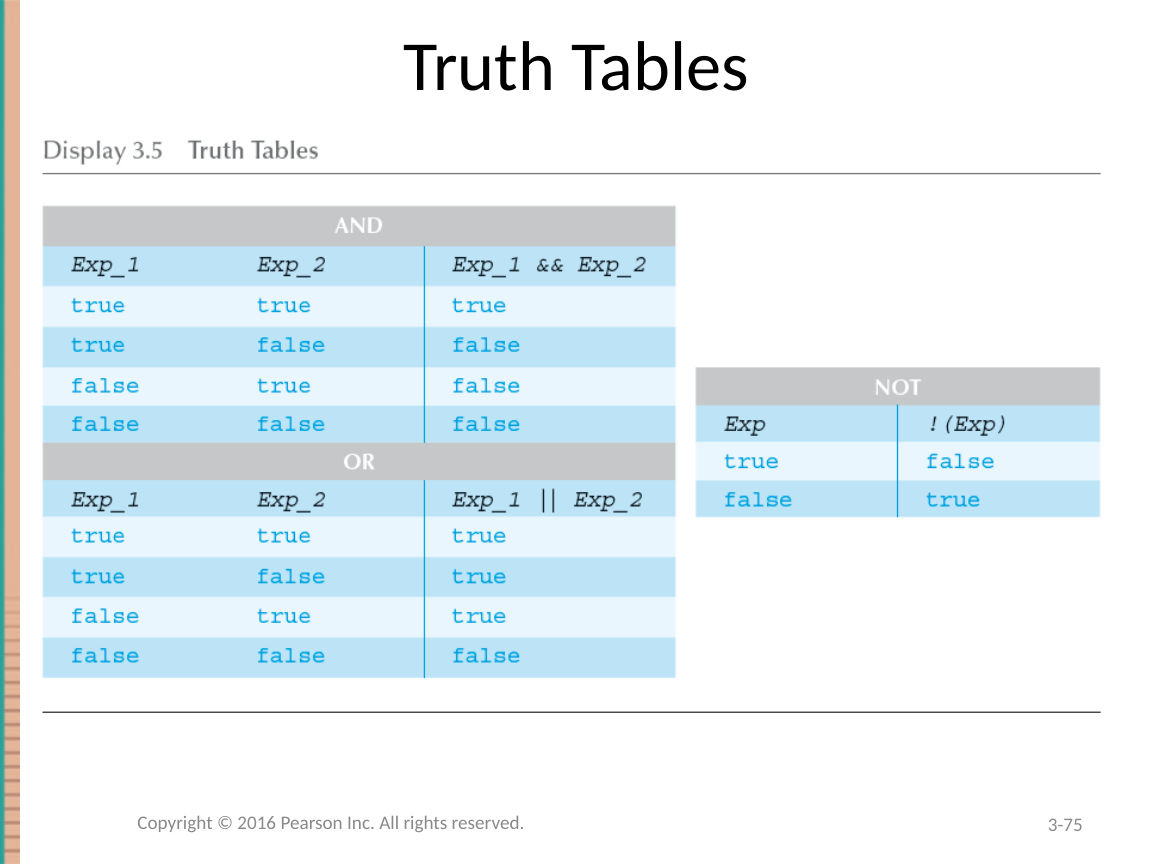 Truth Tables
Display 3.5 Truth Tables
AND
Exp_1 Exp_2 Exp_1 && Exp_2
true true true
true false false
false true false
false false false
OR
Exp_1 Exp_2 Exp_1 || Exp_2
true true true
true false true
false true true
false false false
NOT
Exp !(Exp)
true false
false true
Copyright © 2016 Pearson Inc. All rights reserved.
3-75